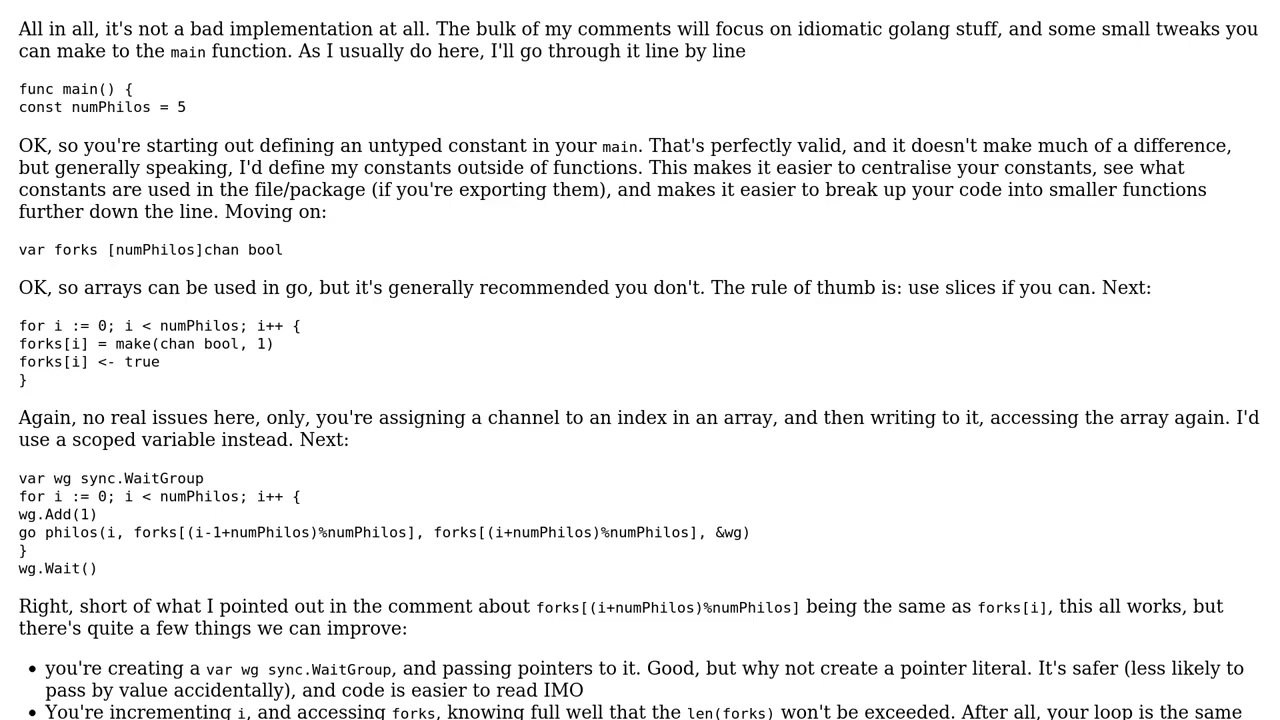 All in all, it's not a bad implementation at all. The bulk of my comments will focus on idiomatic golang stuff, and some small tweaks you
can make to the main function. As I usually do here, I'll go through it line by line
func main() {
const numPhilos = 5
OK, so you're starting out defining an untyped constant in your main. That's perfectly valid, and it doesn't make much of a difference,
but generally speaking, I'd define my constants outside of functions. This makes it easier to centralise your constants, see what
constants are used in the file/package (if you're exporting them), and makes it easier to break up your code into smaller functions
further down the line. Moving on:
var forks [numPhilos]chan bool
OK, so arrays can be used in go, but it's generally recommended you don't. The rule of thumb is: use slices if you can. Next:
for i := 0; i < numPhilos; i++ {
forks[i] = make(chan bool, 1)
forks[i] <- true
}
Again, no real issues here, only, you're assigning a channel to an index in an array, and then writing to it, accessing the array again. I'd
use a scoped variable instead. Next:
var wg sync.WaitGroup
for i := 0; i < numPhilos; i++ {
wg.Add(1)
go philos(i, forks[(i-1+numPhilos)%numPhilos], forks[(i+numPhilos)%numPhilos], &wg)
}
wg.Wait()
Right, short of what I pointed out in the comment about forks[(i+numPhilos)%numPhilos] being the same as forks[i], this all works, but
there's quite a few things we can improve:
• you're creating a var wg sync.WaitGroup, and passing pointers to it. Good, but why not create a pointer literal. It's safer (less likely to
pass by value accidentally), and code is easier to read IMO
• You're incrementing i, and accessing forks, knowing full well that the len(forks) won't be exceeded. After all, your loop is the same